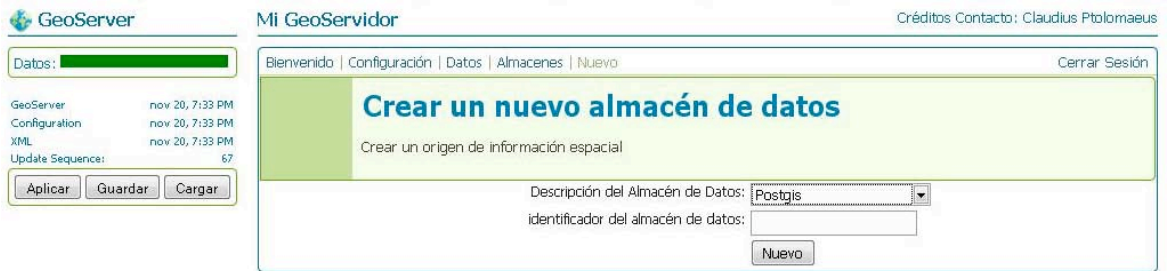 GeoServer
Mi GeoServidor
Créditos Contacto: Claudius Ptolomaeus
Datos:
GeoServer nov 20, 7:33 PM
Configuration nov 20, 7:33 PM
XML nov 20, 7:33 PM
Update Sequence: 67
Aplicar Guardar Cargar
Bienvenido | Configuración | Datos | Almacenes | Nuevo
Cerrar Sesión
Crear un nuevo almacén de datos
Crear un origen de información espacial
Descripción del Almacén de Datos: Postgis
identificador del almacén de datos:
Nuevo